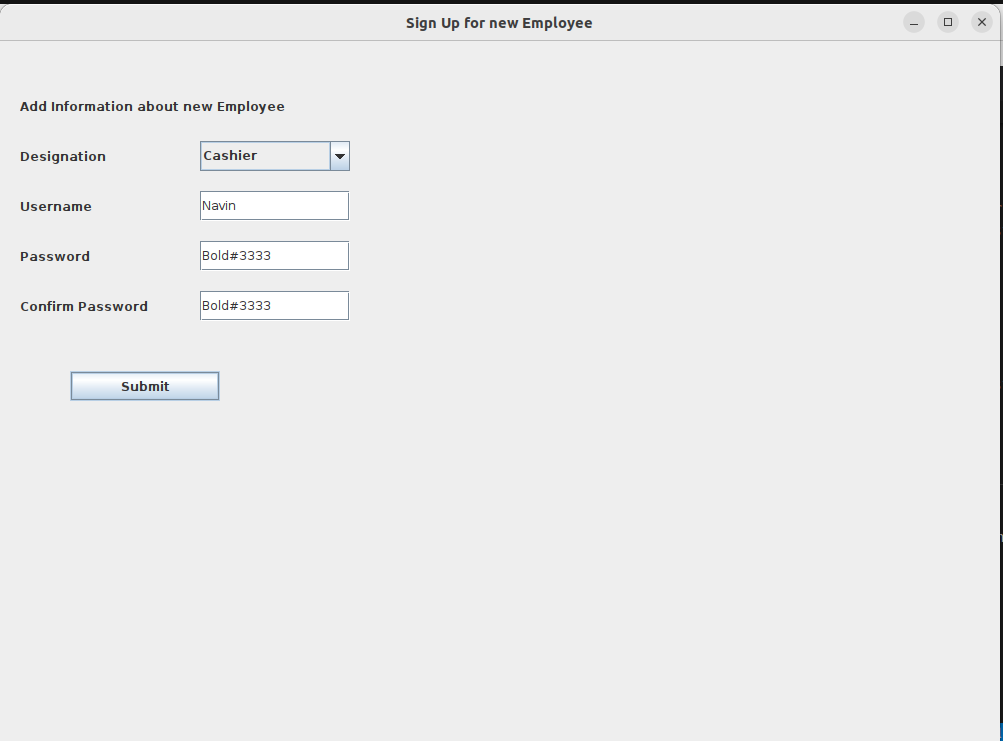 Sign Up for new Employee
Add Information about new Employee
Designation Cashier
Username Navin
Password Bold#3333
Confirm Password Bold#3333
Submit